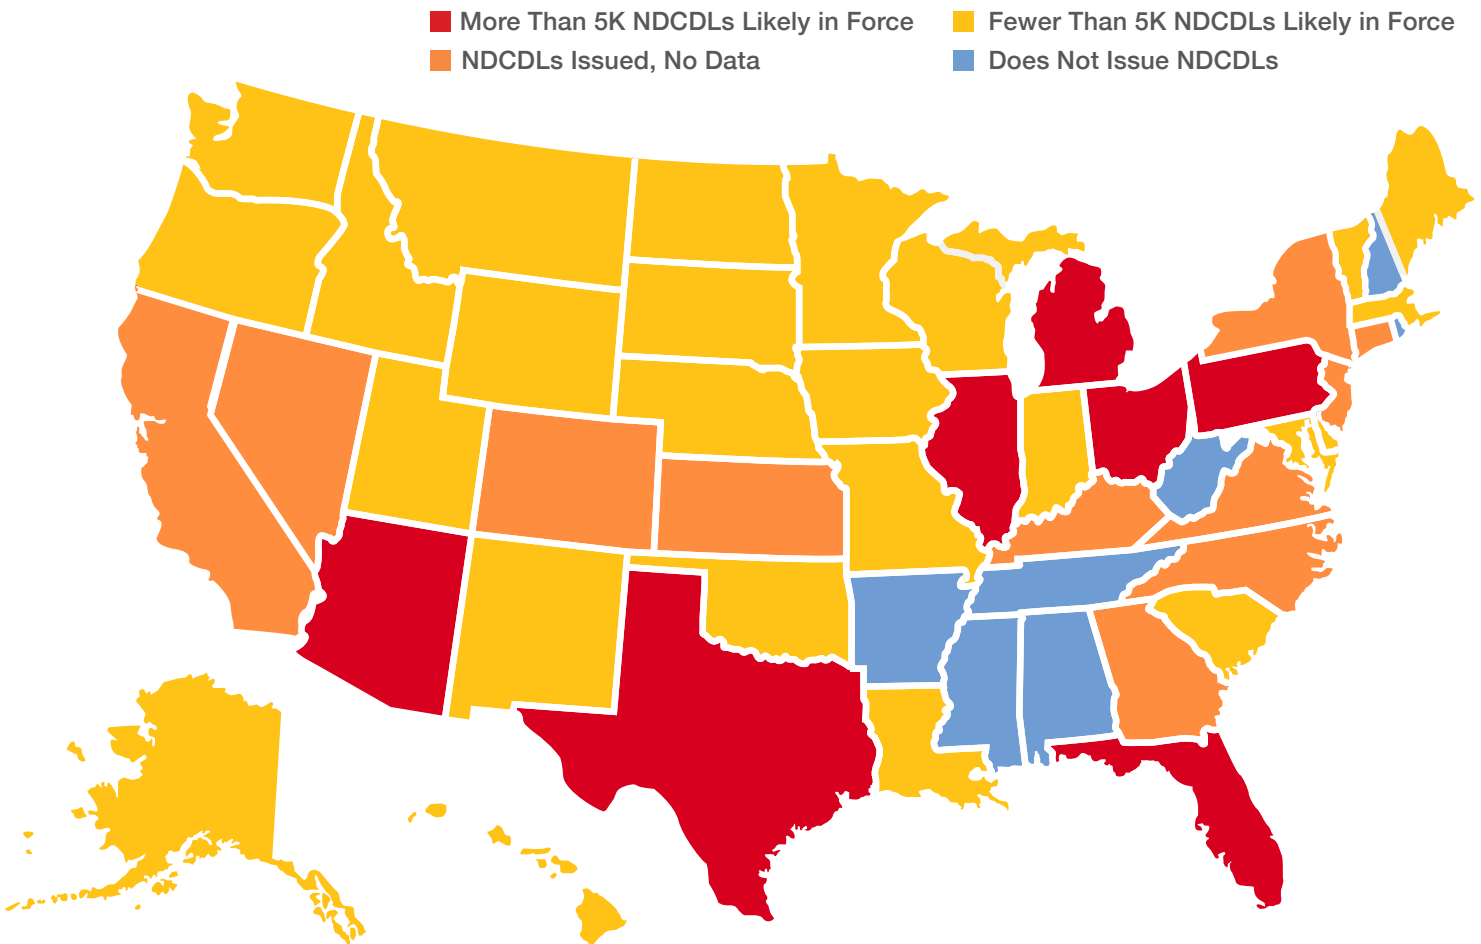 More Than 5K NDCDLs Likely in Force
Fewer Than 5K NDCDLs Likely in Force
NDCDLs Issued, No Data
Does Not Issue NDCDLs